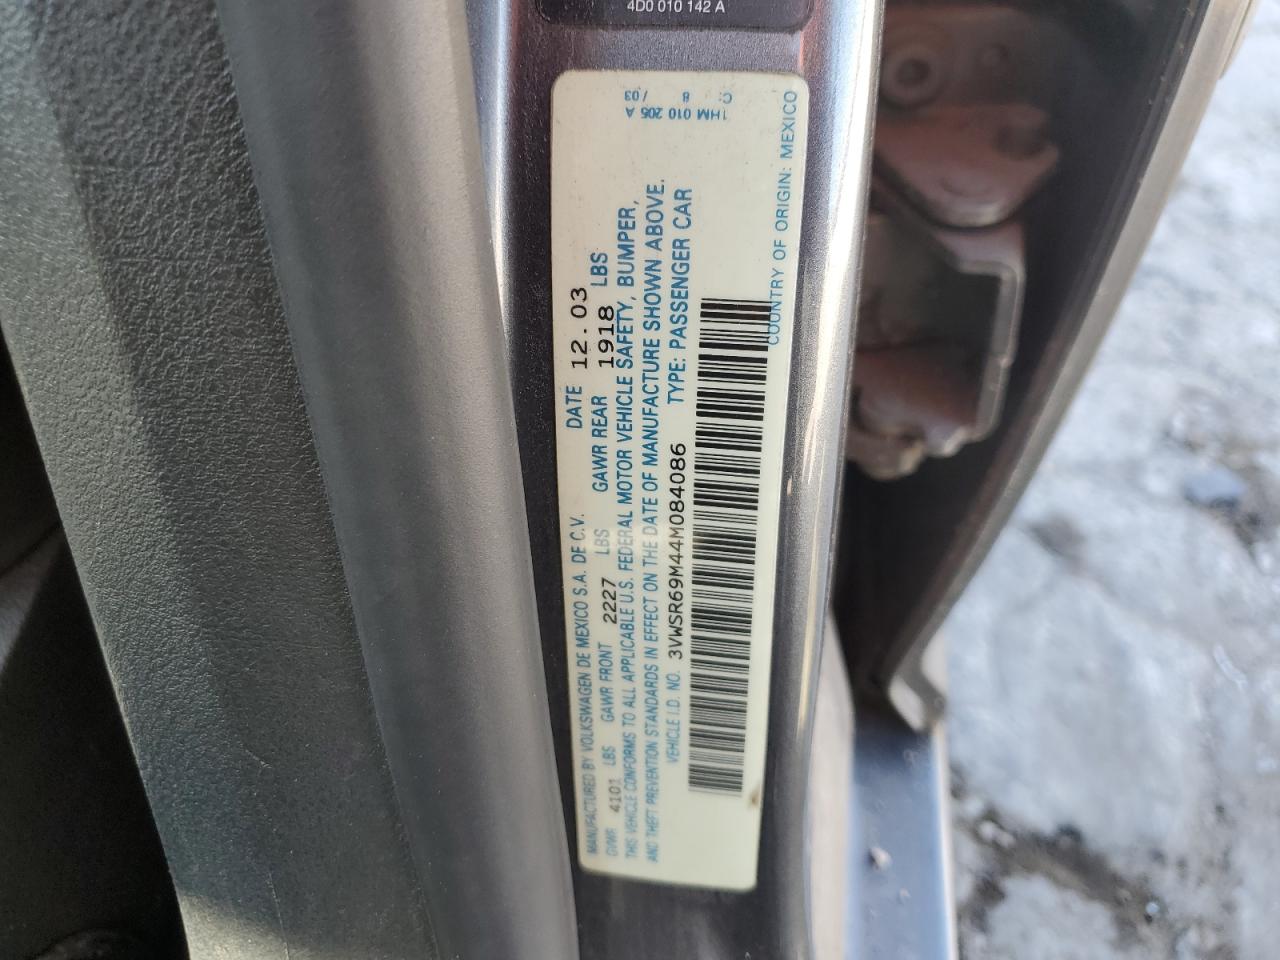 4D0 010 142 A
MANUFACTURED BY VOLKSWAGEN DE MEXICO S.A. DE C.V. DATE 12.03
GVWR 4101 LBS GAWR FRONT 2227 LBS GAWR REAR 1918 LBS
THIS VEHICLE CONFORMS TO ALL APPLICABLE U.S. FEDERAL MOTOR VEHICLE SAFETY, BUMPER,
AND THEFT PREVENTION STANDARDS IN EFFECT ON THE DATE OF MANUFACTURE SHOWN ABOVE.
VEHICLE I.D. NO. 3VWSR69M44M084086 TYPE: PASSENGER CAR
COUNTRY OF ORIGIN: MEXICO
1HM 010 205 A
C: 8 /03